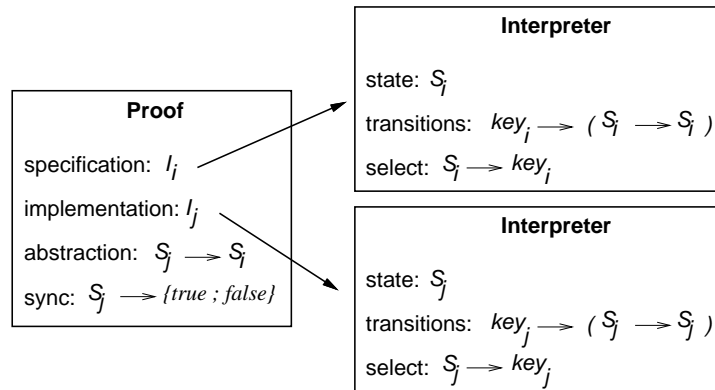 Proof
specification: I_i
implementation: I_j
abstraction: S_j → S_i
sync: S_j → {true ; false}
Interpreter
state: S_i
transitions: key_i → ( S_i → S_i )
select: S_i → key_i
Interpreter
state: S_j
transitions: key_j → ( S_j → S_j )
select: S_j → key_j